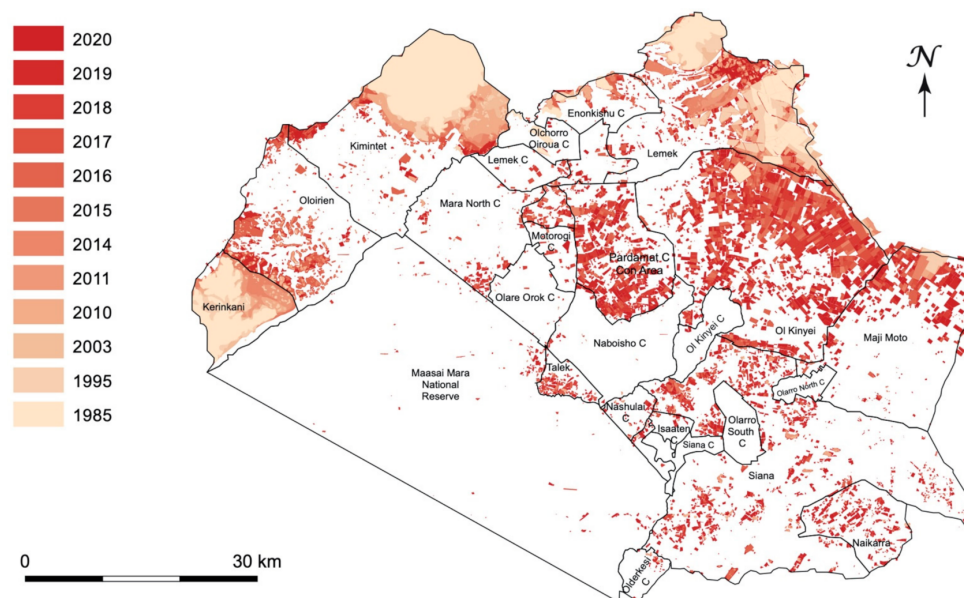 2020
2019
2018
2017
2016
2015
2014
2011
2010
2003
1995
1985
N
Enonkishu C
Olchorro
Oiroua C
Kimintet
Lemek C
Lemek
Oloirien
Mara North C
Motorogi
C
Pardamat C
Con Area
Kerinkani
Olare Orok C
Ol Kinyei C
Ol Kinyei
Maji Moto
Naboisho C
Maasai Mara
National
Reserve
Talek
Olarro North C
Nashulai
C
Isaaten
C
Olarro
South
C
Siana C
Siana
Naikarra
Olderkesi
C
0
30 km